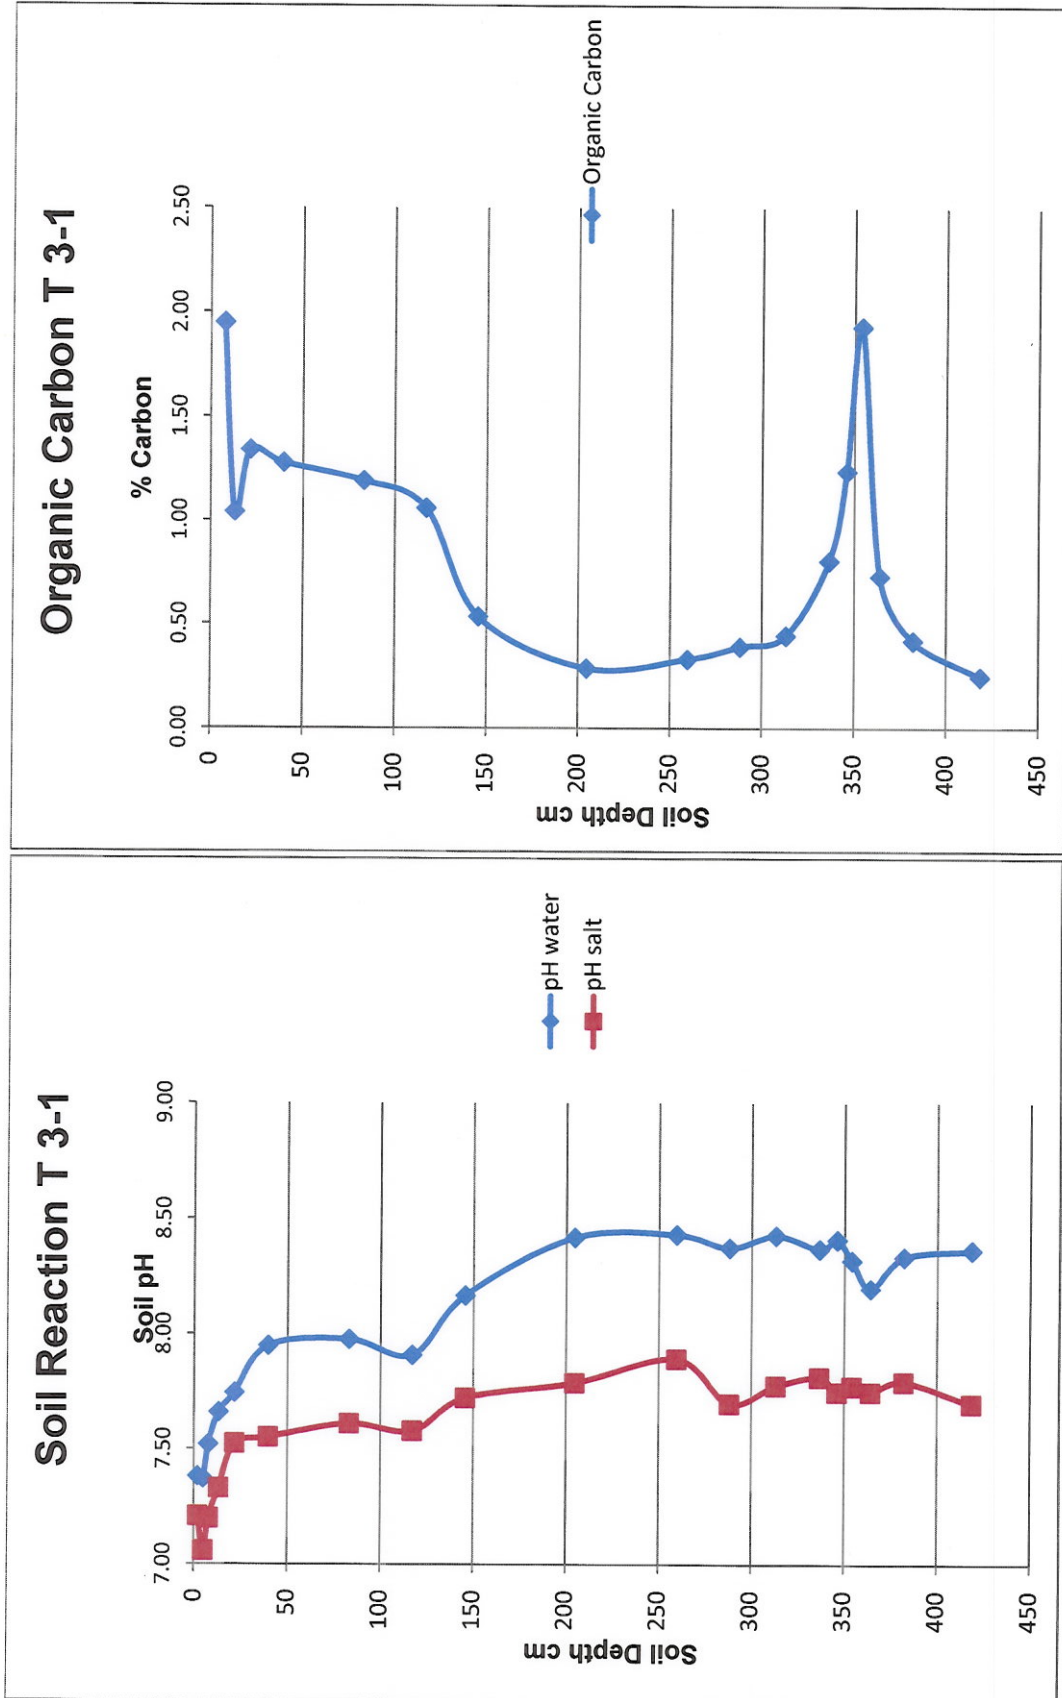 Soil Reaction T 3-1
Soil pH
7.00 7.50 8.00 8.50 9.00
0
50
100
150
200
250
300
350
400
450
Soil Depth cm
pH water
pH salt
Organic Carbon T 3-1
% Carbon
0.00 0.50 1.00 1.50 2.00 2.50
0
50
100
150
200
250
300
350
400
450
Soil Depth cm
Organic Carbon